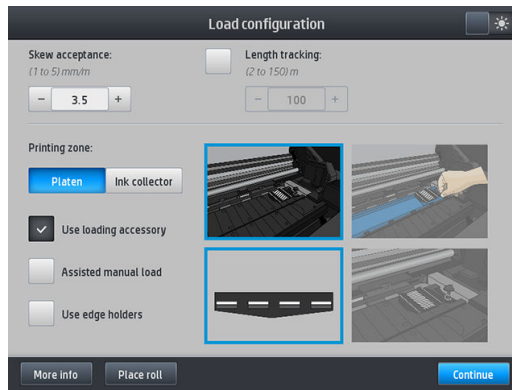 Load configuration
Skew acceptance:
(1 to 5) mm/m
− 3.5 +
Length tracking:
(2 to 150) m
− 100 +
Printing zone:
Platen Ink collector
Use loading accessory
Assisted manual load
Use edge holders
More info Place roll Continue